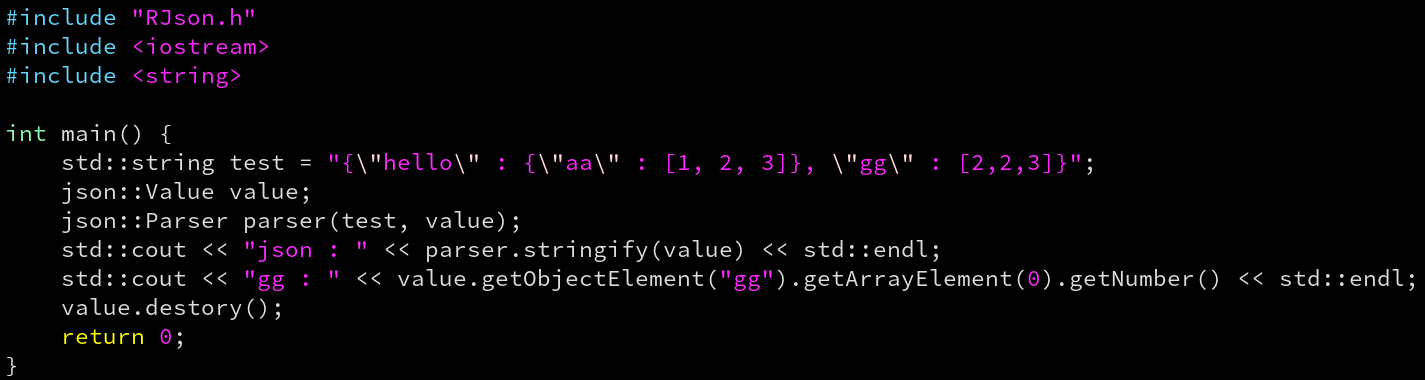 #include "RJson.h"
#include <iostream>
#include <string>

int main() {
    std::string test = "{\"hello\" : {\"aa\" : [1, 2, 3]}, \"gg\" : [2,2,3]}";
    json::Value value;
    json::Parser parser(test, value);
    std::cout << "json : " << parser.stringify(value) << std::endl;
    std::cout << "gg : " << value.getObjectElement("gg").getArrayElement(0).getNumber() << std::endl;
    value.destory();
    return 0;
}